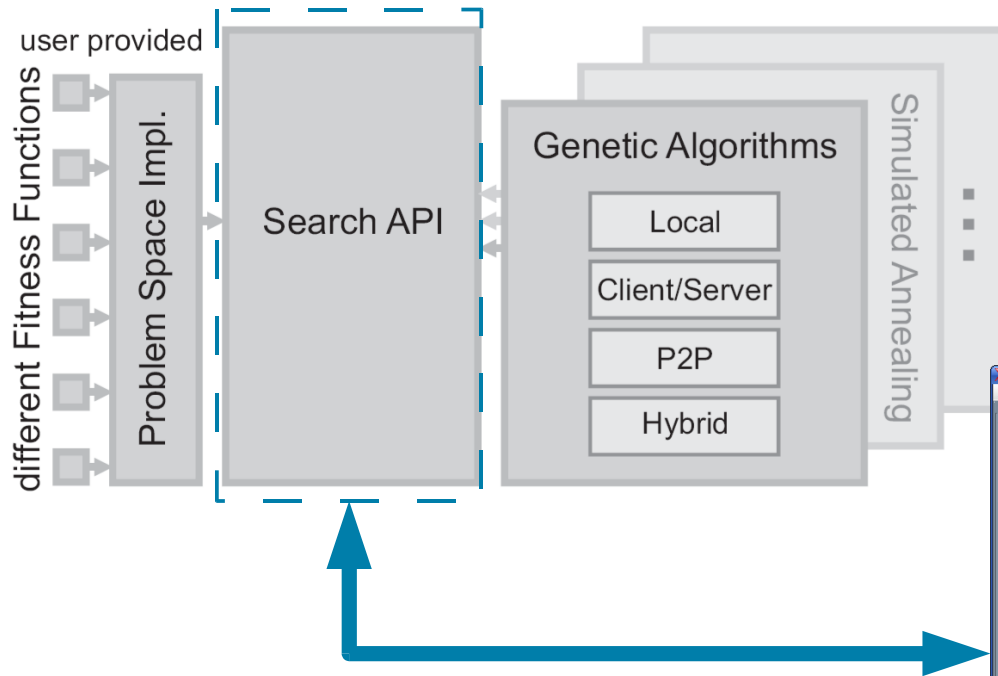 user provided
different Fitness Functions
Problem Space Impl.
Search API
Genetic Algorithms
Local
Client/Server
P2P
Hybrid
Simulated Annealing